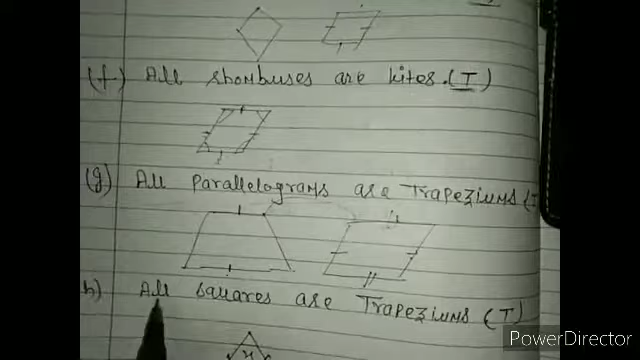 (f) All rhombuses are kites. (T)
(g) All Parallelograms are Trapeziums (T
h) All squares are Trapeziums (T)
PowerDirector